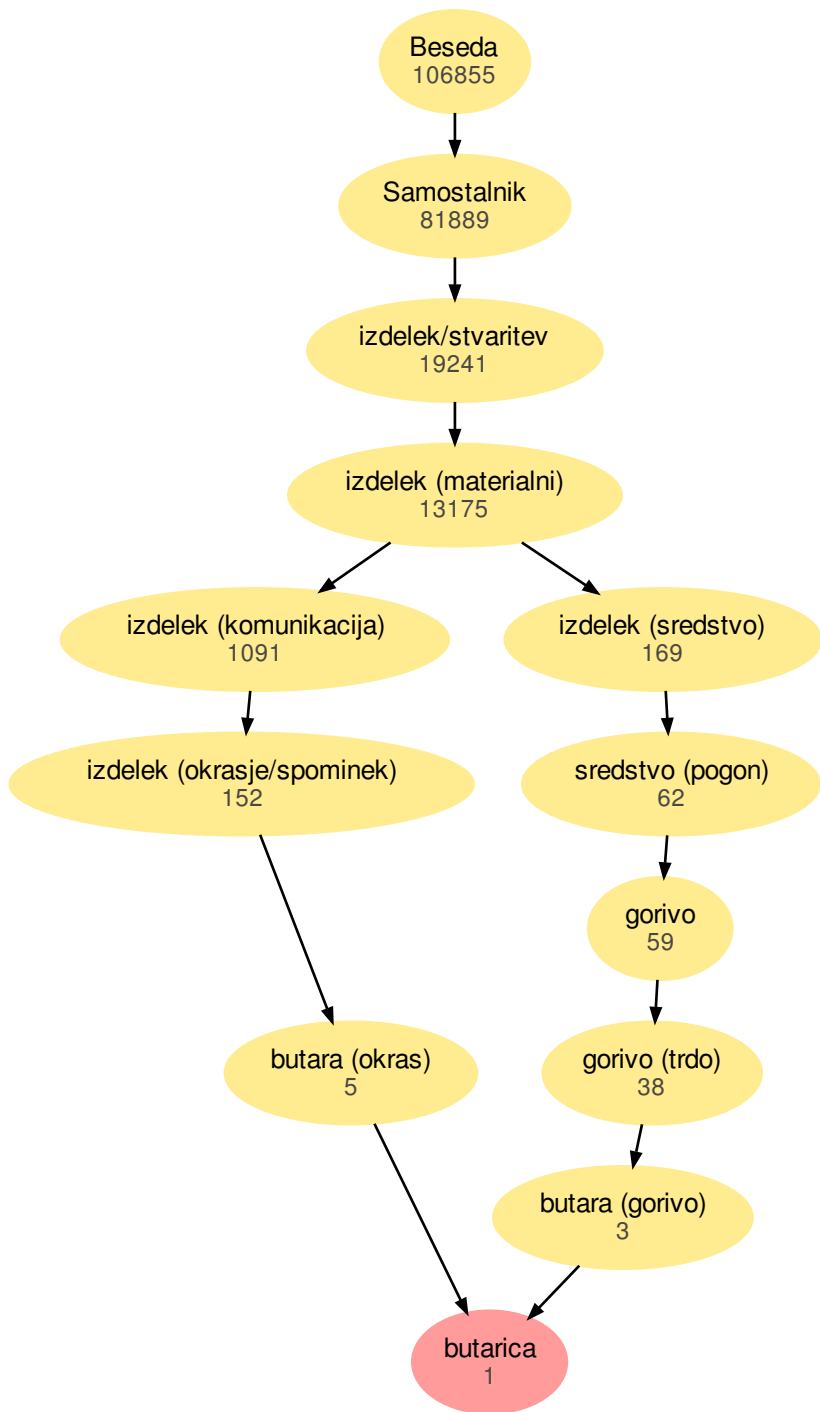 Beseda
106855
Samostalnik
81889
izdelek/stvaritev
19241
izdelek (materialni)
13175
izdelek (komunikacija)
1091
izdelek (sredstvo)
169
izdelek (okrasje/spominek)
152
sredstvo (pogon)
62
gorivo
59
butara (okras)
5
gorivo (trdo)
38
butara (gorivo)
3
butarica
1